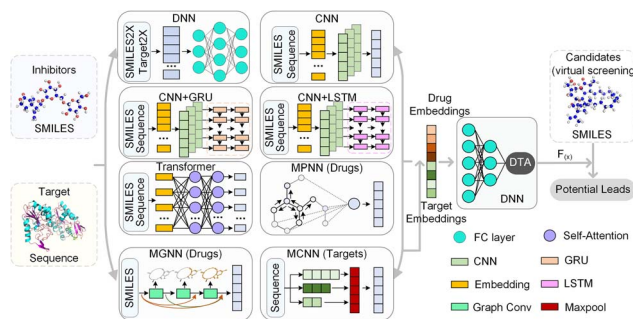 Inhibitors
SMILES
Target
Sequence
DNN
SMILES2X
Target2X
CNN
SMILES
Sequence
CNN+GRU
SMILES
Sequence
CNN+LSTM
SMILES
Sequence
Transformer
SMILES
Sequence
MPNN (Drugs)
MGNN (Drugs)
SMILES
MCNN (Targets)
Sequence
Drug
Embeddings
Target
Embeddings
DTA
DNN
Candidates
(virtual screening)
SMILES
F(x)
Potential Leads
FC layer
Self-Attention
CNN
GRU
Embedding
LSTM
Graph Conv
Maxpool